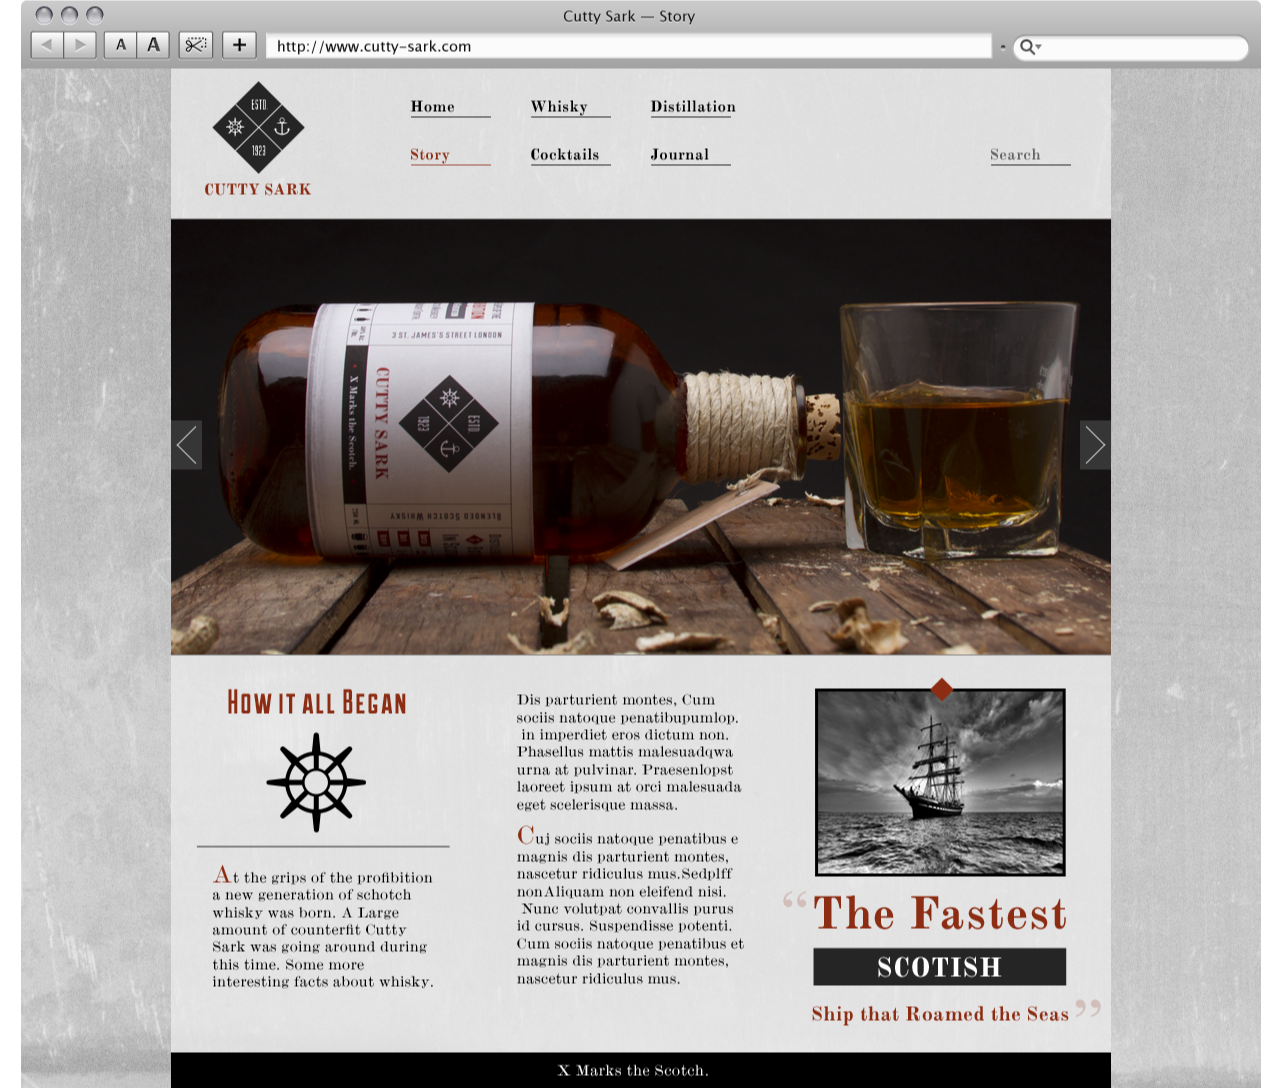 Cutty Sark — Story
A A +
http://www.cutty-sark.com
ESTD.
1923
CUTTY SARK
Home Whisky Distillation
Story Cocktails Journal
Search
3 ST. JAMES'S STREET LONDON
X Marks the Scotch.
CUTTY SARK
ESTD.
1923
BLENDED SCOTCH WHISKY
HOW IT ALL BEGAN
At the grips of the profibition
a new generation of schotch
whisky was born. A Large
amount of counterfit Cutty
Sark was going around during
this time. Some more
interesting facts about whisky.
Dis parturient montes, Cum
sociis natoque penatibupumlop.
in imperdiet eros dictum non.
Phasellus mattis malesuadqwa
urna at pulvinar. Praesenlopst
laoreet ipsum at orci malesuada
eget scelerisque massa.
Cuj sociis natoque penatibus e
magnis dis parturient montes,
nascetur ridiculus mus.Sedplff
nonAliquam non eleifend nisi.
Nunc volutpat convallis purus
id cursus. Suspendisse potenti.
Cum sociis natoque penatibus et
magnis dis parturient montes,
nascetur ridiculus mus.
“The Fastest
SCOTISH
Ship that Roamed the Seas”
X Marks the Scotch.